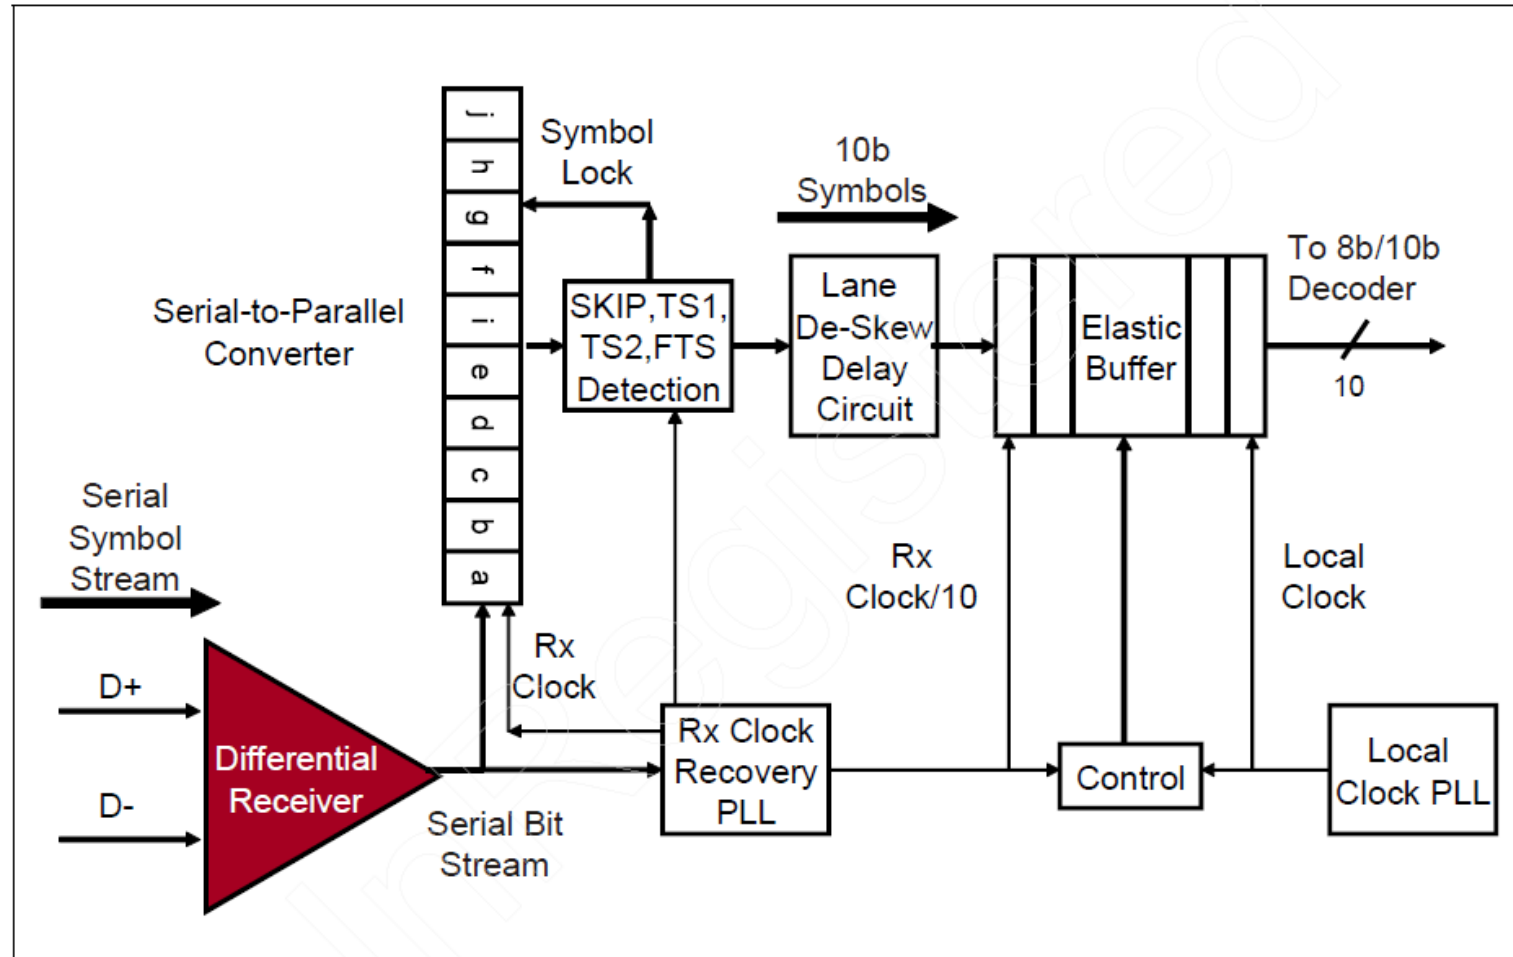 j
h
g
f
i
e
d
c
b
a
Symbol
Lock
10b
Symbols
To 8b/10b
Decoder
10
Serial-to-Parallel
Converter
SKIP,TS1,
TS2,FTS
Detection
Lane
De-Skew
Delay
Circuit
Elastic
Buffer
Serial
Symbol
Stream
Rx
Clock
Rx
Clock/10
Local
Clock
D+
D-
Differential
Receiver
Serial Bit
Stream
Rx Clock
Recovery
PLL
Control
Local
Clock PLL
UnRegistered